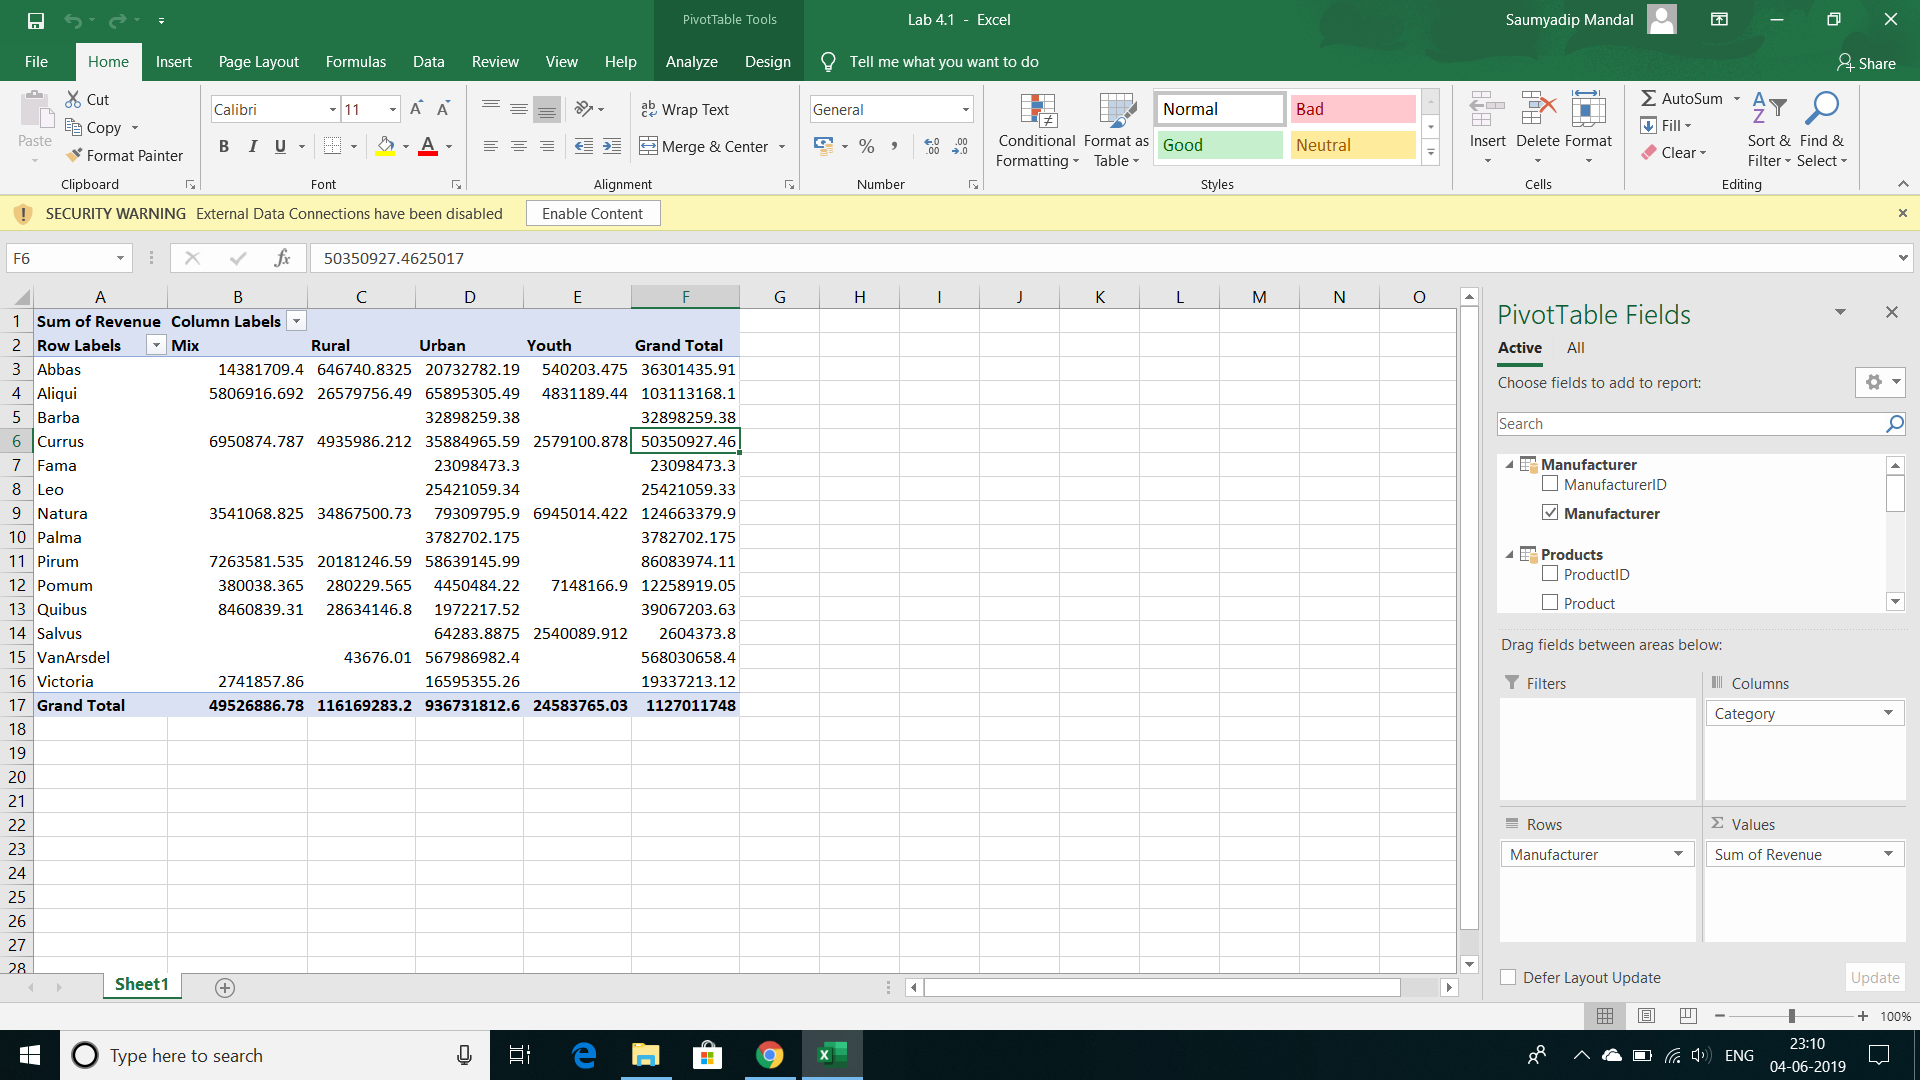 PivotTable Tools
Lab 4.1 - Excel
Saumyadip Mandal
File Home Insert Page Layout Formulas Data Review View Help Analyze Design Tell me what you want to do Share
Paste
Cut
Copy
Format Painter
Clipboard
Calibri 11
B I U
Font
Wrap Text
Merge & Center
Alignment
General
Number
Conditional Formatting
Format as Table
Normal Bad
Good Neutral
Styles
Insert Delete Format
Cells
AutoSum
Fill
Clear
Sort & Filter
Find & Select
Editing
SECURITY WARNING External Data Connections have been disabled Enable Content
F6 fx 50350927.4625017
A B C D E F G H I J K L M N O
1 Sum of Revenue Column Labels
2 Row Labels Mix Rural Urban Youth Grand Total
3 Abbas 14381709.4 646740.8325 20732782.19 540203.475 36301435.91
4 Aliqui 5806916.692 26579756.49 65895305.49 4831189.44 103113168.1
5 Barba 32898259.38 32898259.38
6 Currus 6950874.787 4935986.212 35884965.59 2579100.878 50350927.46
7 Fama 23098473.3 23098473.3
8 Leo 25421059.34 25421059.33
9 Natura 3541068.825 34867500.73 79309795.9 6945014.422 124663379.9
10 Palma 3782702.175 3782702.175
11 Pirum 7263581.535 20181246.59 58639145.99 86083974.11
12 Pomum 380038.365 280229.565 4450484.22 7148166.9 12258919.05
13 Quibus 8460839.31 28634146.8 1972217.52 39067203.63
14 Salvus 64283.8875 2540089.912 2604373.8
15 VanArsdel 43676.01 567986982.4 568030658.4
16 Victoria 2741857.86 16595355.26 19337213.12
17 Grand Total 49526886.78 116169283.2 936731812.6 24583765.03 1127011748
18
19
20
21
22
23
24
25
26
27
28
Sheet1
PivotTable Fields
Active All
Choose fields to add to report:
Search
Manufacturer
ManufacturerID
Manufacturer
Products
ProductID
Product
Drag fields between areas below:
Filters
Columns
Category
Rows
Manufacturer
Values
Sum of Revenue
Defer Layout Update Update
100%
Type here to search
ENG
23:10
04-06-2019